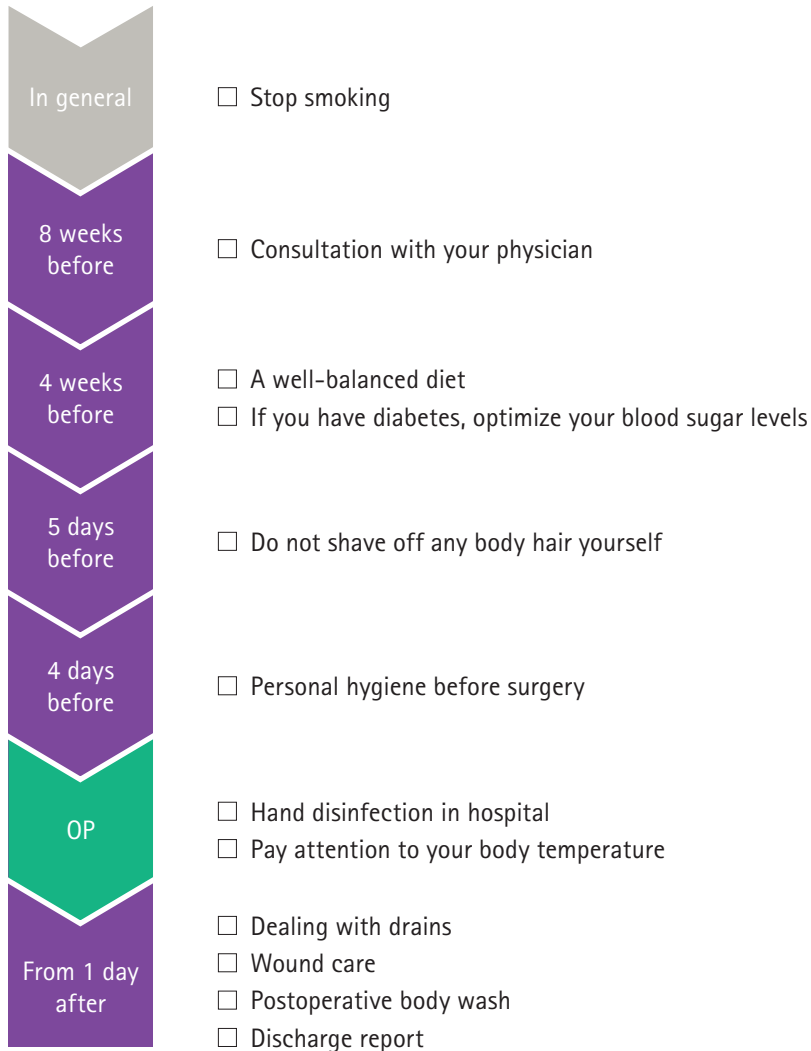 In general
☐ Stop smoking
8 weeks
before
☐ Consultation with your physician
4 weeks
before
☐ A well-balanced diet
☐ If you have diabetes, optimize your blood sugar levels
5 days
before
☐ Do not shave off any body hair yourself
4 days
before
☐ Personal hygiene before surgery
OP
☐ Hand disinfection in hospital
☐ Pay attention to your body temperature
From 1 day
after
☐ Dealing with drains
☐ Wound care
☐ Postoperative body wash
☐ Discharge report